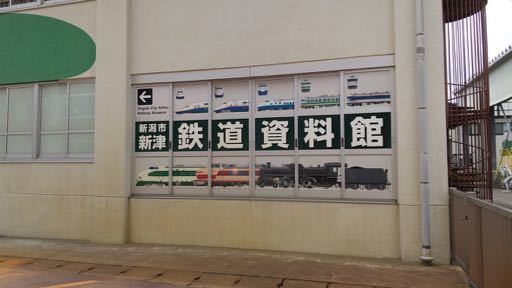 ←
Niigata City Niitsu
Railway Museum
新潟市
新津
鉄道資料館